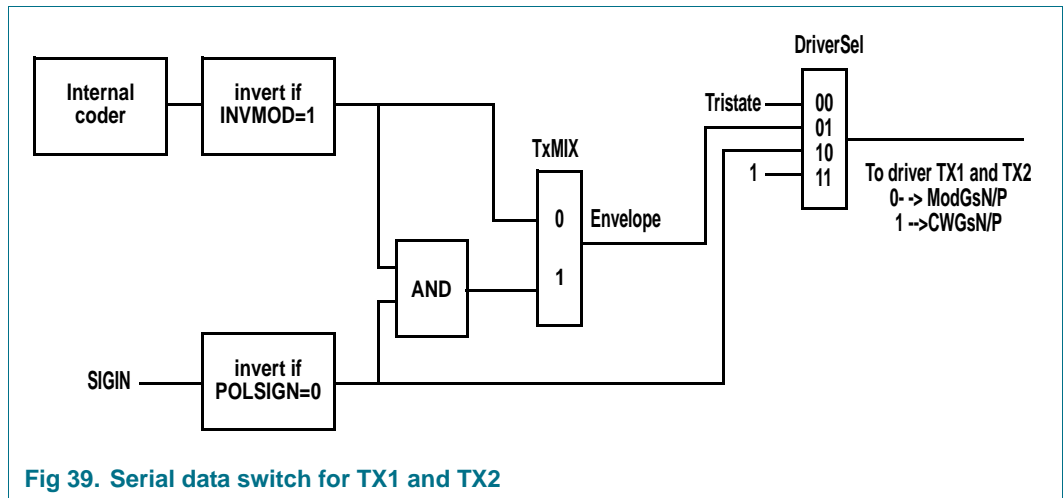 DriverSel
Internal
coder
invert if
INVMOD=1
Tristate
00
01
10
11
1
TxMIX
To driver TX1 and TX2
0- -> ModGsN/P
1 -->CWGsN/P
0
1
Envelope
AND
SIGIN
invert if
POLSIGN=0
Fig 39. Serial data switch for TX1 and TX2